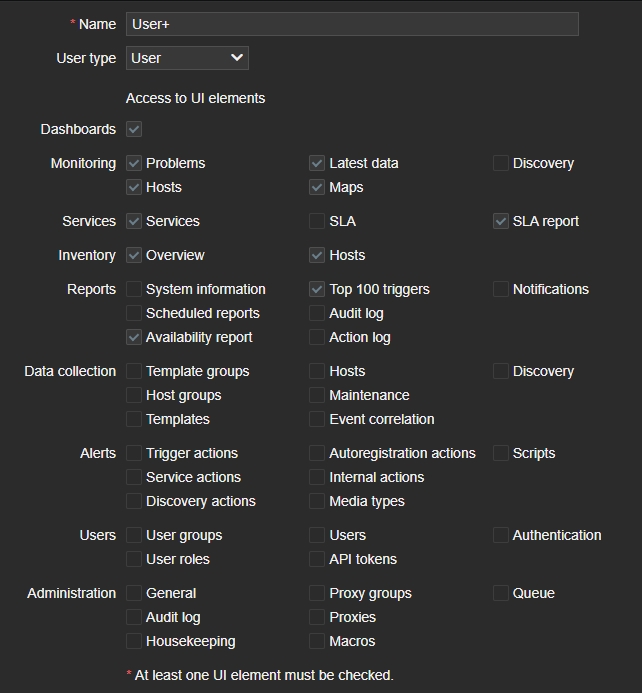 * Name User+
User type User
Access to UI elements
Dashboards
Monitoring Problems Latest data Discovery
Hosts Maps
Services Services SLA SLA report
Inventory Overview Hosts
Reports System information Top 100 triggers Notifications
Scheduled reports Audit log
Availability report Action log
Data collection Template groups Hosts Discovery
Host groups Maintenance
Templates Event correlation
Alerts Trigger actions Autoregistration actions Scripts
Service actions Internal actions
Discovery actions Media types
Users User groups Users Authentication
User roles API tokens
Administration General Proxy groups Queue
Audit log Proxies
Housekeeping Macros
* At least one UI element must be checked.